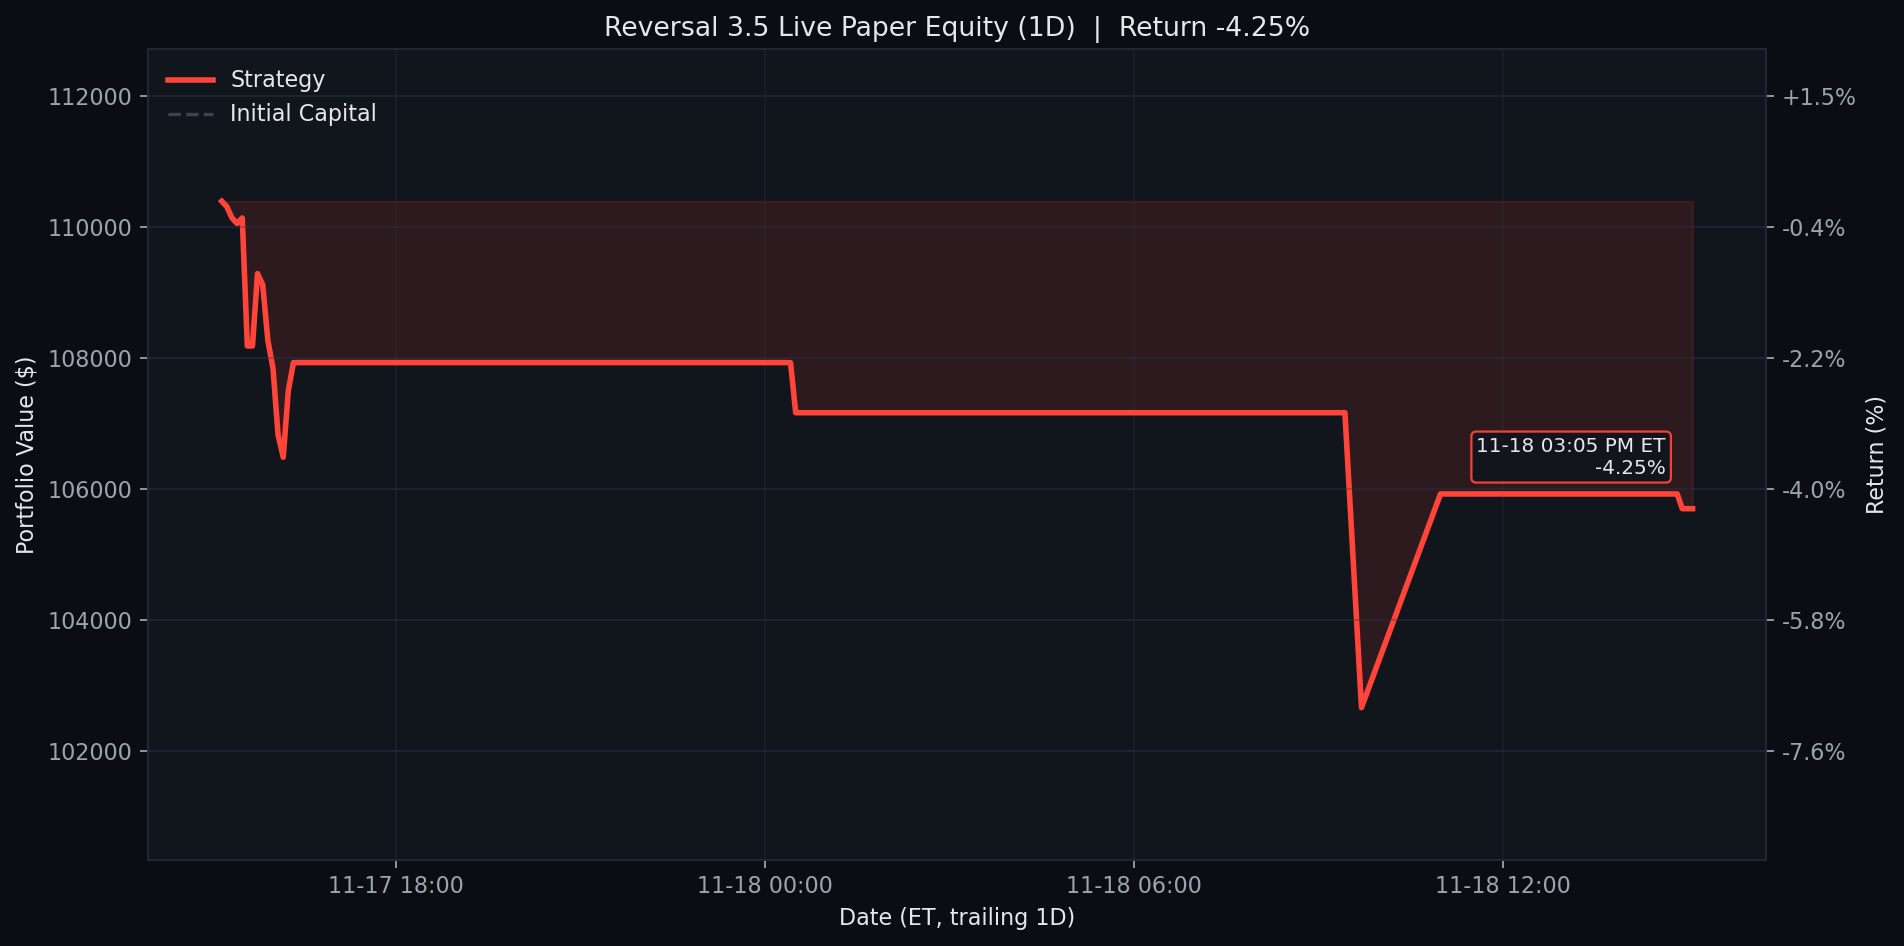 Reversal 3.5 Live Paper Equity (1D)  |  Return -4.25%
Strategy
Initial Capital
112000
110000
108000
106000
104000
102000
Portfolio Value ($)
+1.5%
-0.4%
-2.2%
-4.0%
-5.8%
-7.6%
Return (%)
11-18 03:05 PM ET
-4.25%
11-17 18:00
11-18 00:00
11-18 06:00
11-18 12:00
Date (ET, trailing 1D)